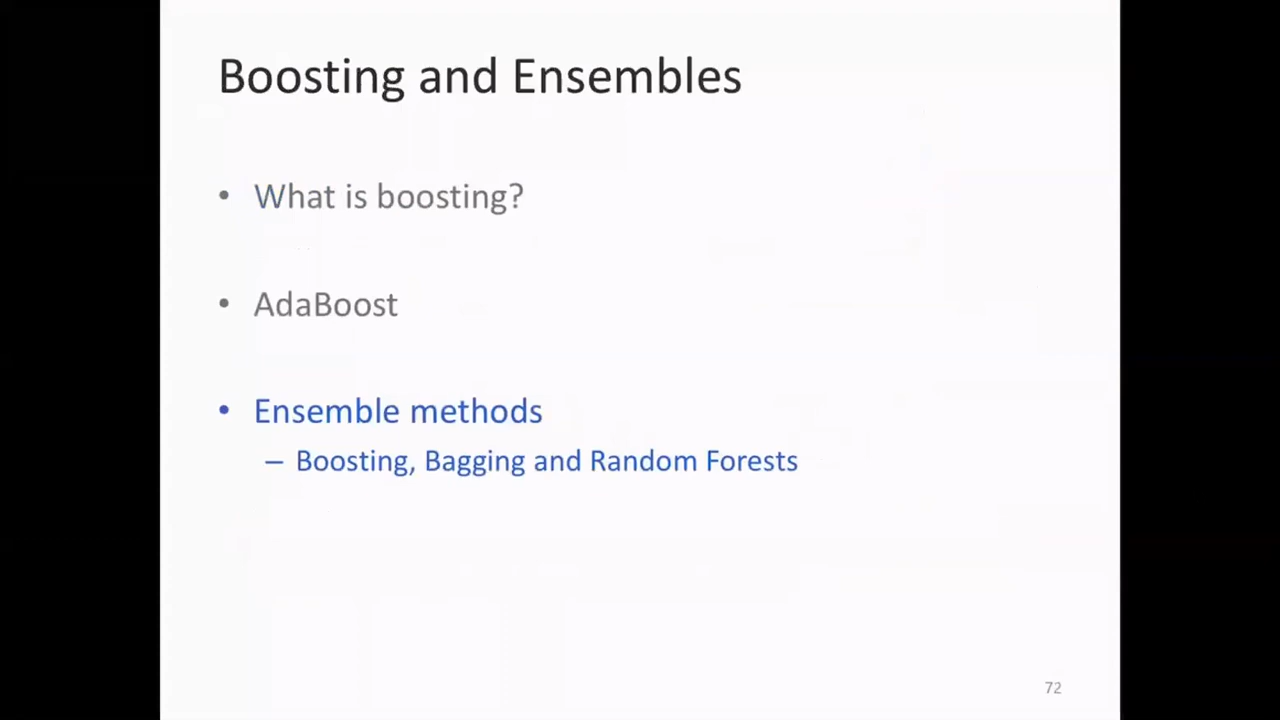 Boosting and Ensembles
• What is boosting?
• AdaBoost
• Ensemble methods
– Boosting, Bagging and Random Forests
72